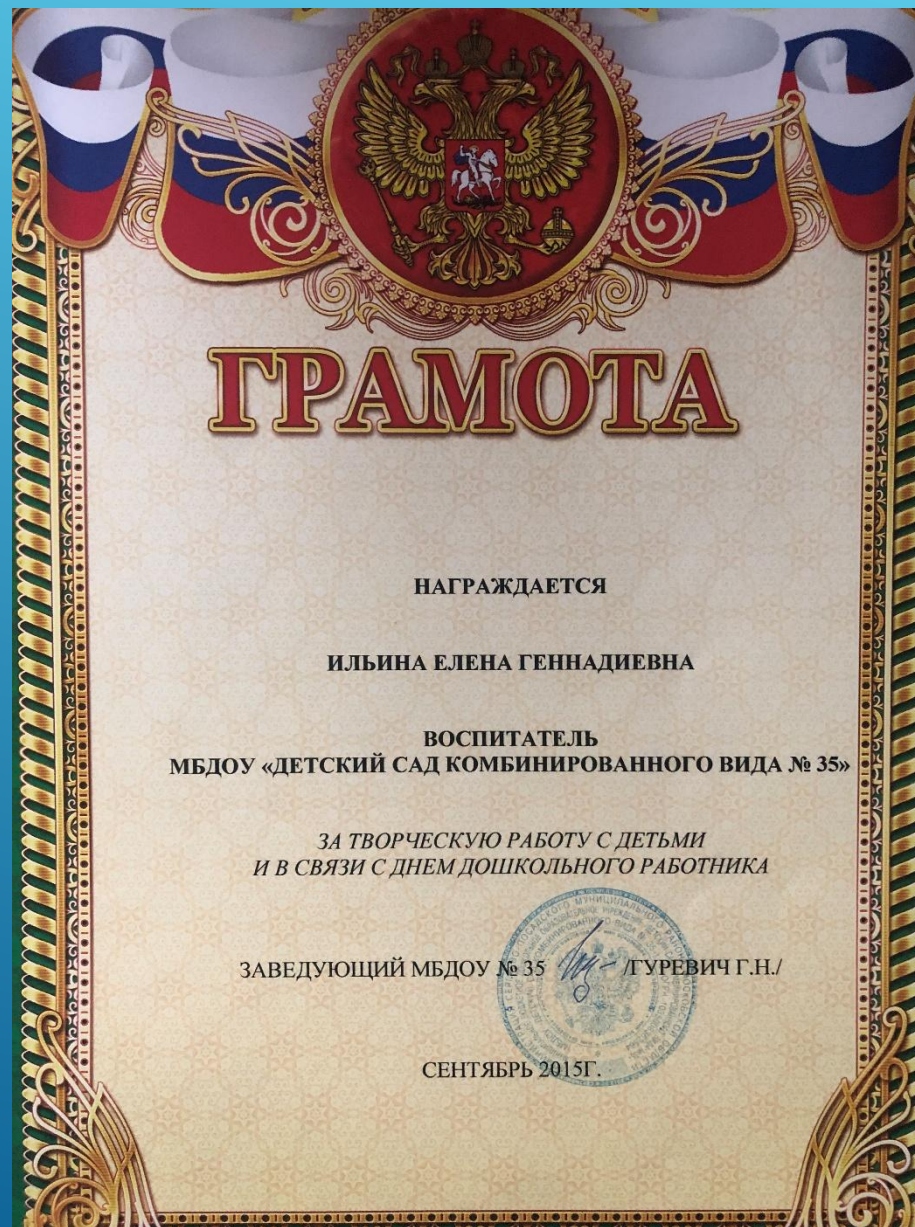 ГРАМОТА
НАГРАЖДАЕТСЯ
ИЛЬИНА ЕЛЕНА ГЕННАДИЕВНА
ВОСПИТАТЕЛЬ
МБДОУ «ДЕТСКИЙ САД КОМБИНИРОВАННОГО ВИДА № 35»
ЗА ТВОРЧЕСКУЮ РАБОТУ С ДЕТЬМИ
И В СВЯЗИ С ДНЕМ ДОШКОЛЬНОГО РАБОТНИКА
ЗАВЕДУЮЩИЙ МБДОУ № 35 /ГУРЕВИЧ Г.Н./
СЕНТЯБРЬ 2015Г.